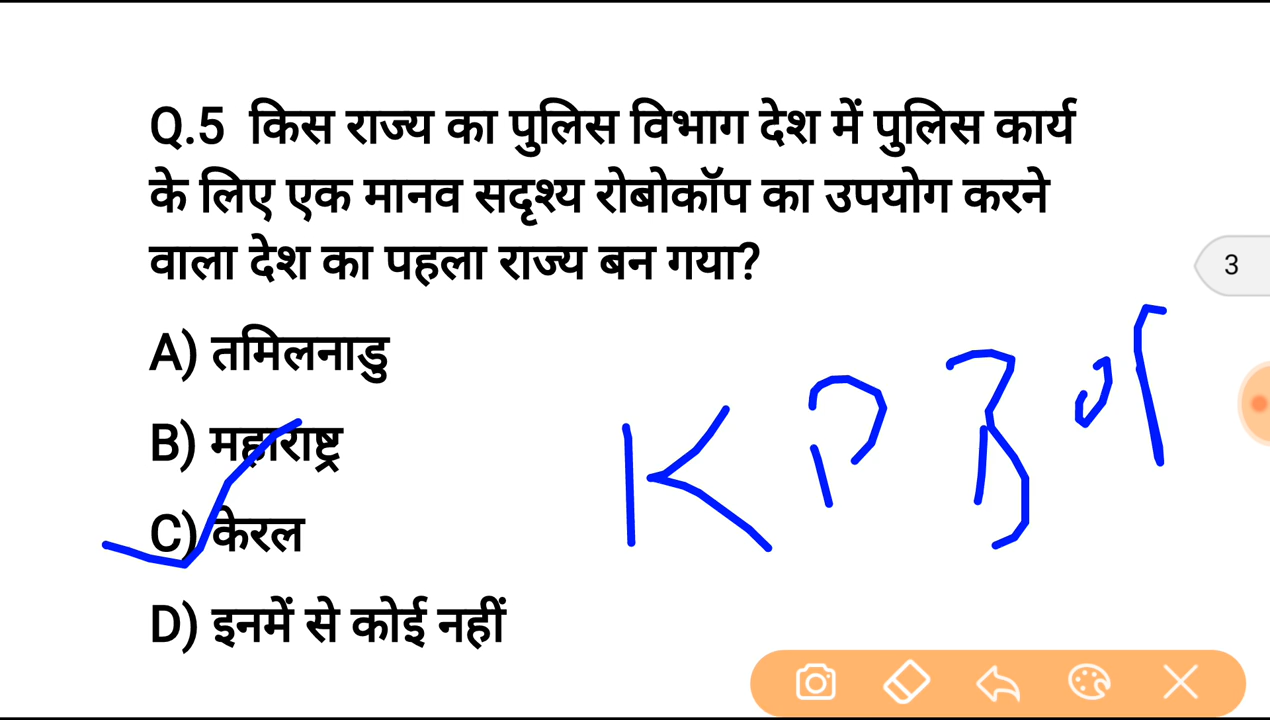 Q.5 किस राज्य का पुलिस विभाग देश में पुलिस कार्य
के लिए एक मानव सदृश्य रोबोकॉप का उपयोग करने
वाला देश का पहला राज्य बन गया?
3
A) तमिलनाडु
B) महाराष्ट्र
K P B o
C) केरल
D) इनमें से कोई नहीं